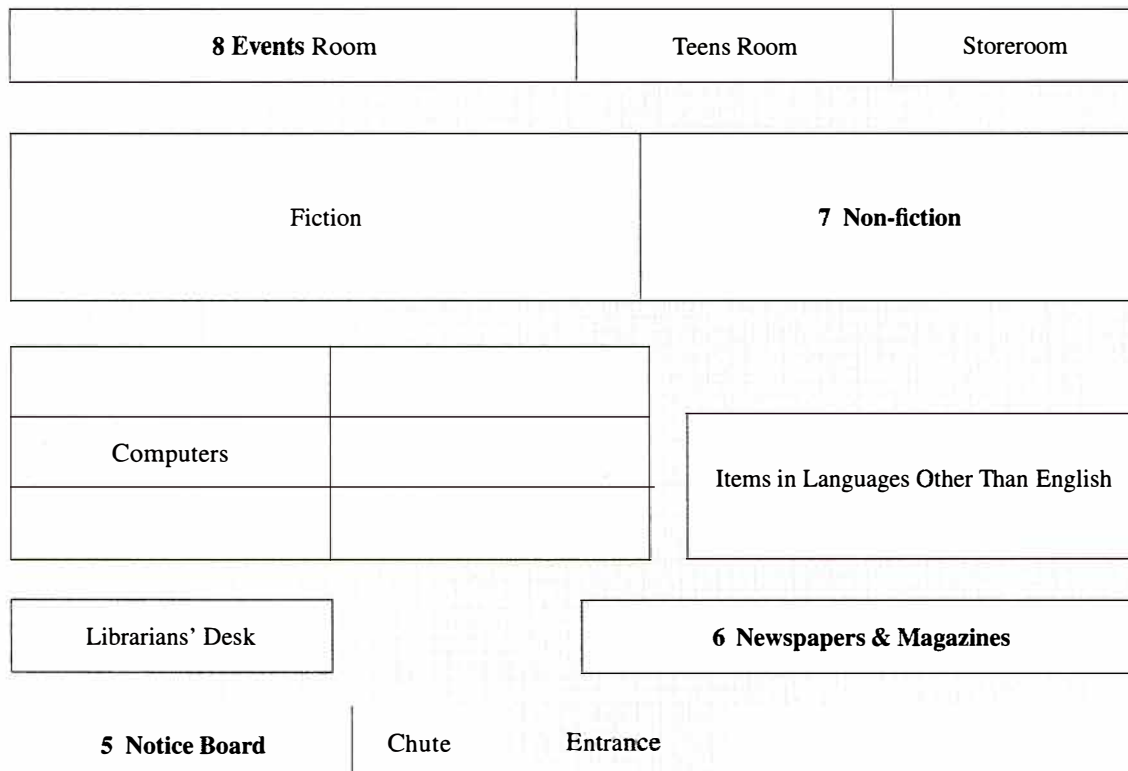 8 Events Room
Teens Room
Storeroom
Fiction
7 Non-fiction
Computers
Items in Languages Other Than English
Librarians’ Desk
6 Newspapers & Magazines
5 Notice Board
Chute
Entrance